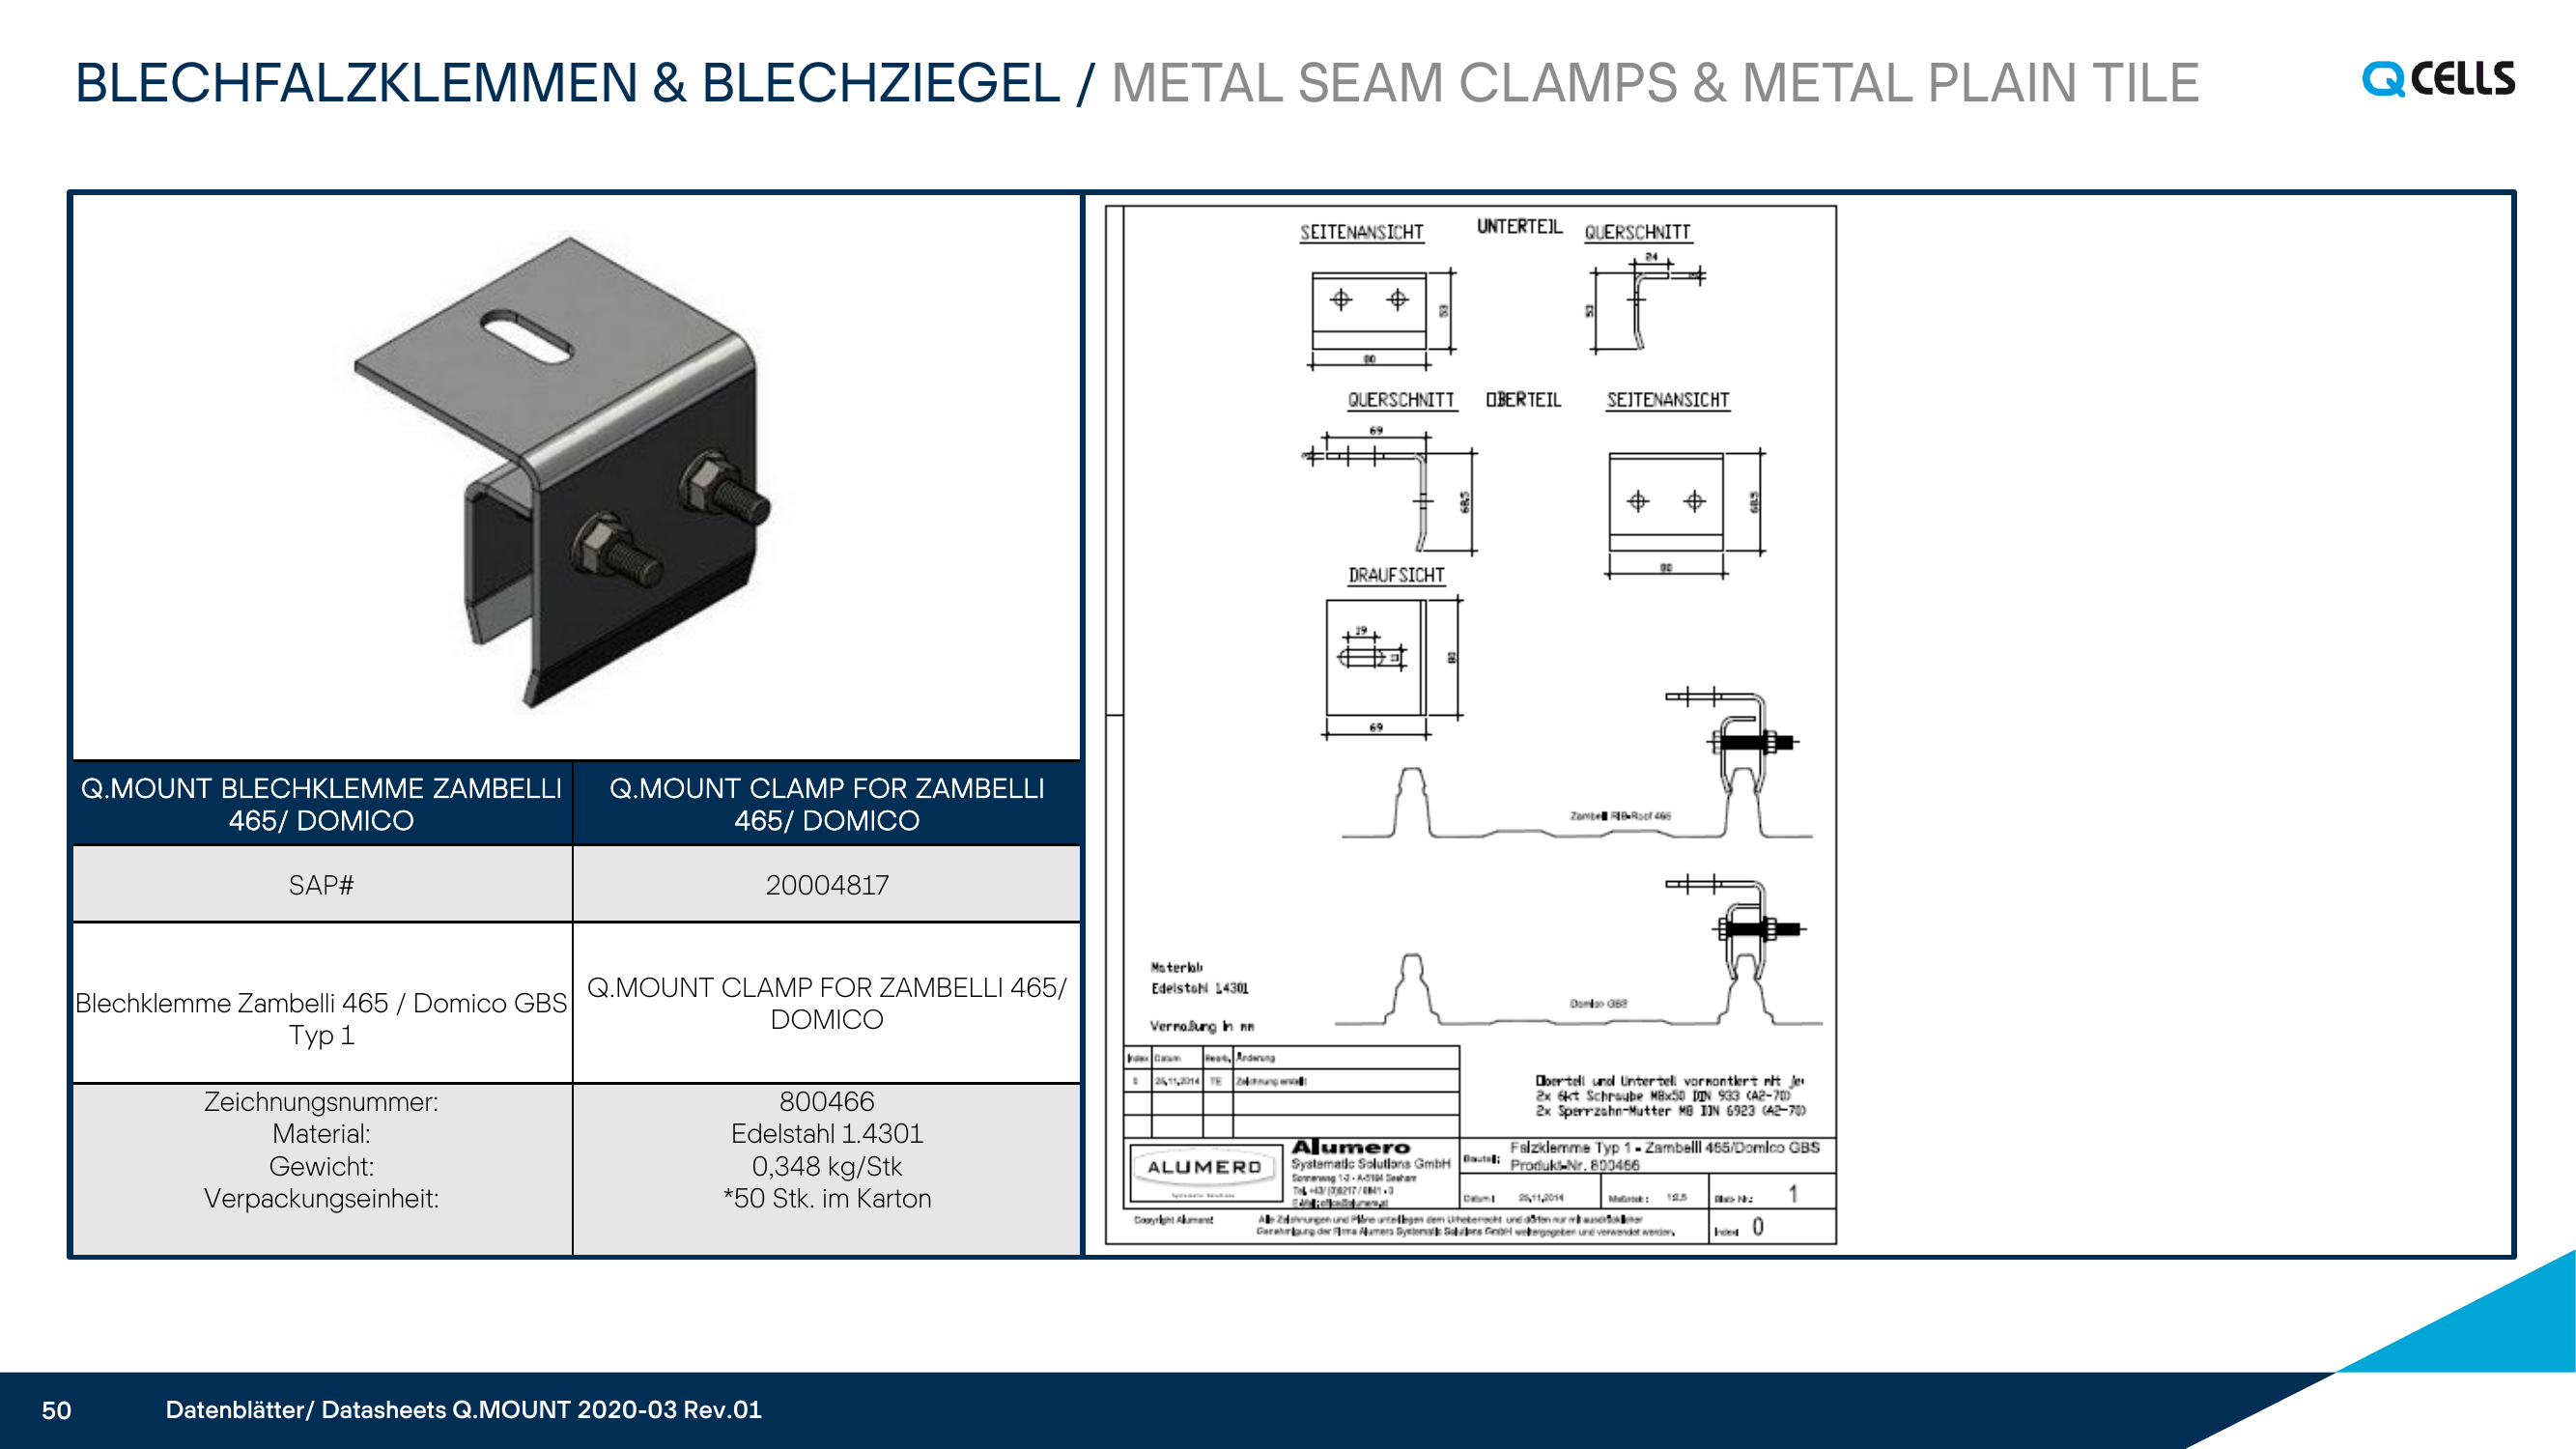 BLECHFALZKLEMMEN & BLECHZIEGEL / METAL SEAM CLAMPS & METAL PLAIN TILE
Q CELLS
Q.MOUNT BLECHKLEMME ZAMBELLI
465/ DOMICO
Q.MOUNT CLAMP FOR ZAMBELLI
465/ DOMICO
SAP#
20004817
Blechklemme Zambelli 465 / Domico GBS
Typ 1
Q.MOUNT CLAMP FOR ZAMBELLI 465/
DOMICO
Zeichnungsnummer:
800466
Material:
Edelstahl 1.4301
Gewicht:
0,348 kg/Stk
Verpackungseinheit:
*50 Stk. im Karton
SEITENANSICHT
UNTERTEIL
QUERSCHNITT
24
53
53
80
QUERSCHNITT
OBERTEIL
SEITENANSICHT
69
68,5
68,5
80
DRAUFSICHT
19
11
80
69
Zambelli RIB-Roof 465
Domico GBS
Material:
Edelstahl 1.4301
Vermaßung in mm
Index Datum Bearb. Änderung
0 25.11.2014 TE Zeichnung erstellt
Oberteil und Unterteil vormontiert mit je:
2x 6kt Schraube M8x50 DIN 933 (A2-70)
2x Sperrzahn-Mutter M8 DIN 6923 (A2-70)
ALUMERO
Systematic Solutions
Alumero
Systematic Solutions GmbH
Bauteil:
Falzklemme Typ 1 - Zambelli 465/Domico GBS
Produkt-Nr. 800466
Datum: 25.11.2014
Maßstab: 1:2,5
Blatt- Nr.: 1
Copyright Alumero!
Alle Zeichnungen und Pläne unterliegen dem Urheberrecht und dürfen nur mit ausdrücklicher
Genehmigung der Firma Alumero Systematic Solutions GmbH weitergegeben und verwendet werden.
Index: 0
50
Datenblätter/ Datasheets Q.MOUNT 2020-03 Rev.01